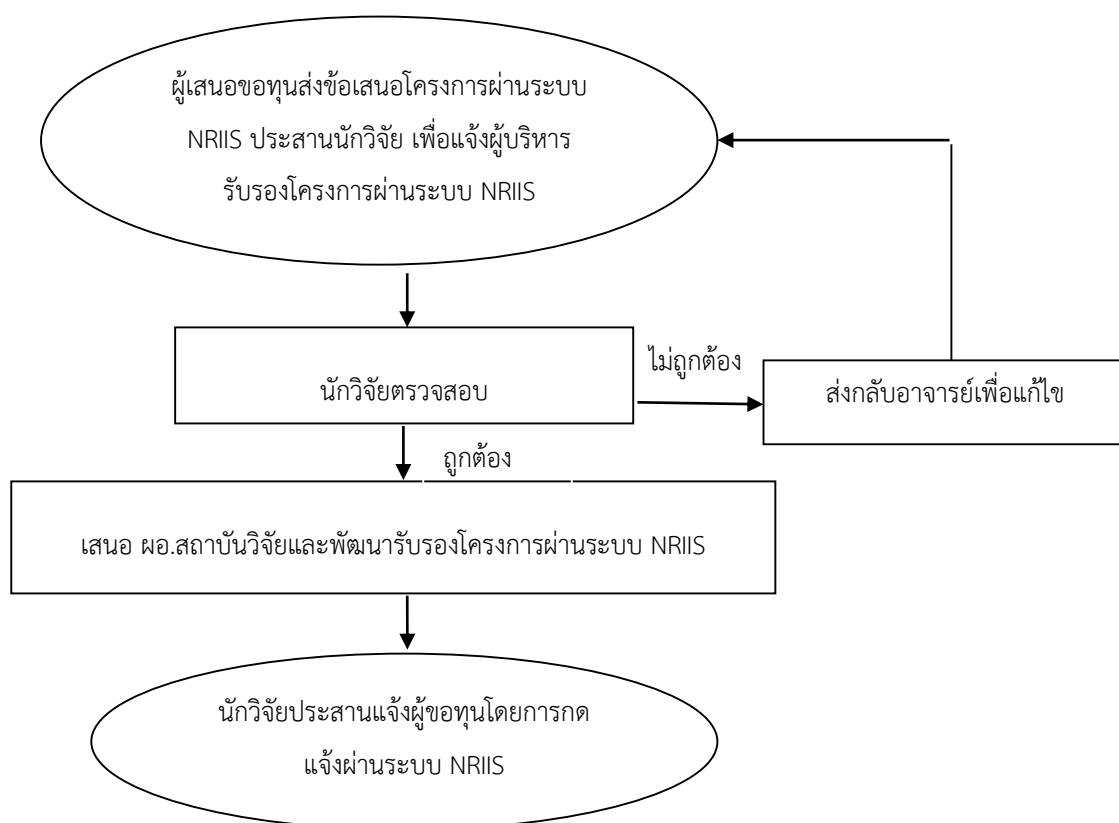 ผู้เสนอขอทุนส่งข้อเสนอโครงการผ่านระบบ
NRIIS ประสานนักวิจัย เพื่อแจ้งผู้บริหาร
รับรองโครงการผ่านระบบ NRIIS
นักวิจัยตรวจสอบ
ไม่ถูกต้อง
ส่งกลับอาจารย์เพื่อแก้ไข
ถูกต้อง
เสนอ ผอ.สถาบันวิจัยและพัฒนารับรองโครงการผ่านระบบ NRIIS
นักวิจัยประสานแจ้งผู้ขอทุนโดยการกด
แจ้งผ่านระบบ NRIIS